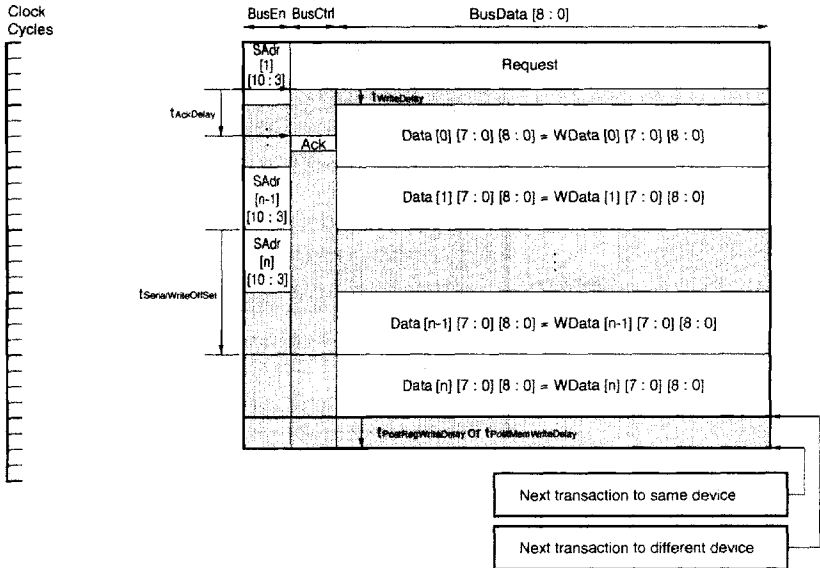 Clock
Cycles
BusEn BusCtrl BusData [8 : 0]
SAdr
[1]
[10 : 3]
Request
tWriteDelay
tAckDelay
Ack
Data [0] [7 : 0] [8 : 0] = WData [0] [7 : 0] [8 : 0]
SAdr
[n-1]
[10 : 3]
Data [1] [7 : 0] [8 : 0] = WData [1] [7 : 0] [8 : 0]
SAdr
[n]
[10 : 3]
tSerialWriteOffSet
Data [n-1] [7 : 0] [8 : 0] = WData [n-1] [7 : 0] [8 : 0]
Data [n] [7 : 0] [8 : 0] = WData [n] [7 : 0] [8 : 0]
tPostRegWriteDelay or tPostMemWriteDelay
Next transaction to same device
Next transaction to different device